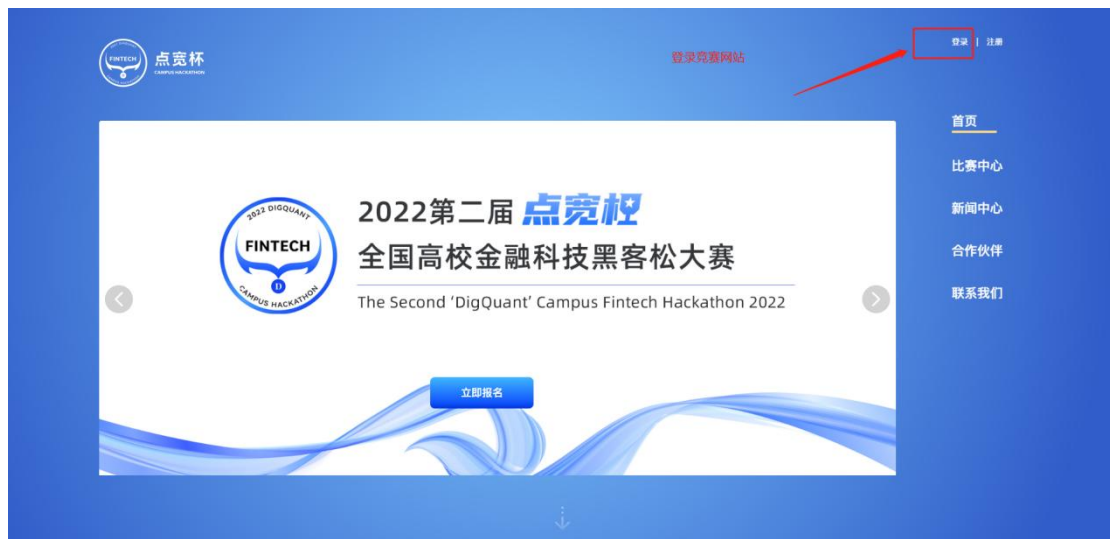 FINTECH
点宽杯
CAMPUS HACKATHON
登录竞赛网站
登录 | 注册
首页
比赛中心
新闻中心
合作伙伴
联系我们
2022 DIGQUANT
FINTECH
D
CAMPUS HACKATHON
2022第二届 点宽杯
全国高校金融科技黑客松大赛
The Second ‘DigQuant’ Campus Fintech Hackathon 2022
立即报名